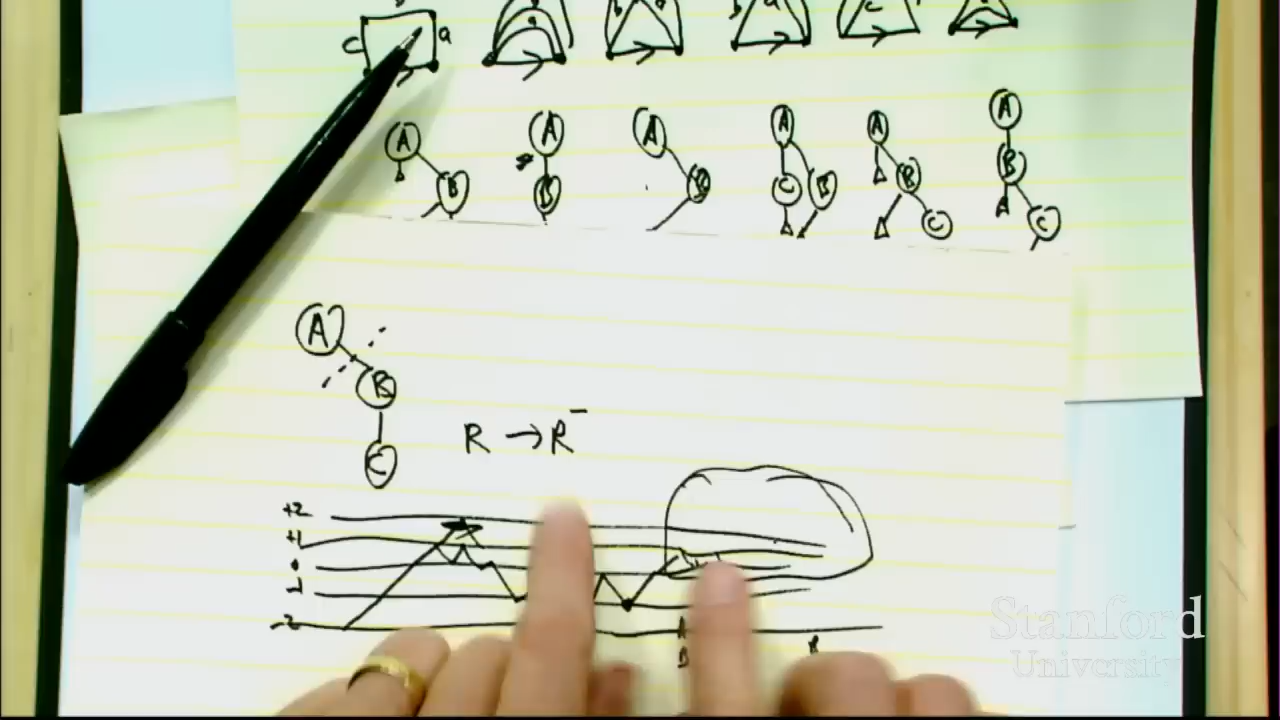 c a b a c
A A A A A A
B B B C B B B
C C
A
B
C
R → R⁻
+2
+1
0
-1
-2
A
B
R
Stanford
University